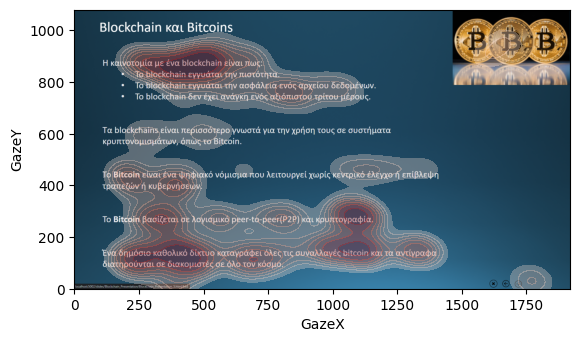 Blockchain και Bitcoins
Η καινοτομία με ένα blockchain είναι πως:
• Το blockchain εγγυάται την πιστότητα.
• Το blockchain εγγυάται την ασφάλεια ενός αρχείου δεδομένων.
• Το blockchain δεν έχει ανάγκη ενός αξιόπιστου τρίτου μέρους.
Τα blockchains είναι περισσότερο γνωστά για την χρήση τους σε συστήματα
κρυπτονομισμάτων, όπως το Bitcoin.
Το Bitcoin είναι ένα ψηφιακό νόμισμα που λειτουργεί χωρίς κεντρικό έλεγχο ή επίβλεψη
τραπεζών ή κυβερνήσεων.
Το Bitcoin βασίζεται σε λογισμικό peer-to-peer(P2P) και κρυπτογραφία.
Ένα δημόσιο καθολικό δίκτυο καταγράφει όλες τις συναλλαγές bitcoin και τα αντίγραφα
διατηρούνται σε διακομιστές σε όλο τον κόσμο.
GazeY
1000
800
600
400
200
0
0 250 500 750 1000 1250 1500 1750
GazeX